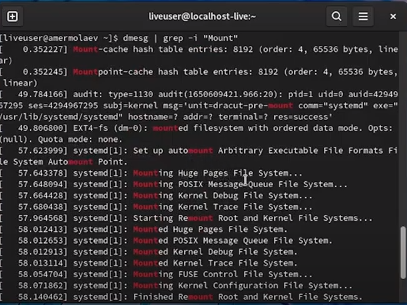 liveuser@localhost-live:~
[liveuser@amermolaev ~]$ dmesg | grep -i "Mount"
[    0.352227] Mount-cache hash table entries: 8192 (order: 4, 65536 bytes, line
ar)
[    0.352245] Mountpoint-cache hash table entries: 8192 (order: 4, 65536 bytes,
 linear)
[   49.784166] audit: type=1130 audit(1650609421.966:20): pid=1 uid=0 auid=42949
67295 ses=4294967295 subj=kernel msg='unit=dracut-pre-mount comm="systemd" exe="
/usr/lib/systemd/systemd" hostname=? addr=? terminal=? res=success'
[   49.806800] EXT4-fs (dm-0): mounted filesystem with ordered data mode. Opts:
(null). Quota mode: none.
[   57.623999] systemd[1]: Set up automount Arbitrary Executable File Formats Fi
le System Automount Point.
[   57.643378] systemd[1]: Mounting Huge Pages File System...
[   57.648094] systemd[1]: Mounting POSIX Message Queue File System...
[   57.664428] systemd[1]: Mounting Kernel Debug File System...
[   57.680438] systemd[1]: Mounting Kernel Trace File System...
[   57.964568] systemd[1]: Starting Remount Root and Kernel File Systems...
[   58.012413] systemd[1]: Mounted Huge Pages File System.
[   58.012653] systemd[1]: Mounted POSIX Message Queue File System.
[   58.012913] systemd[1]: Mounted Kernel Debug File System.
[   58.013114] systemd[1]: Mounted Kernel Trace File System.
[   58.054704] systemd[1]: Mounting FUSE Control File System...
[   58.071862] systemd[1]: Mounting Kernel Configuration File System...
[   58.140462] systemd[1]: Finished Remount Root and Kernel File Systems.